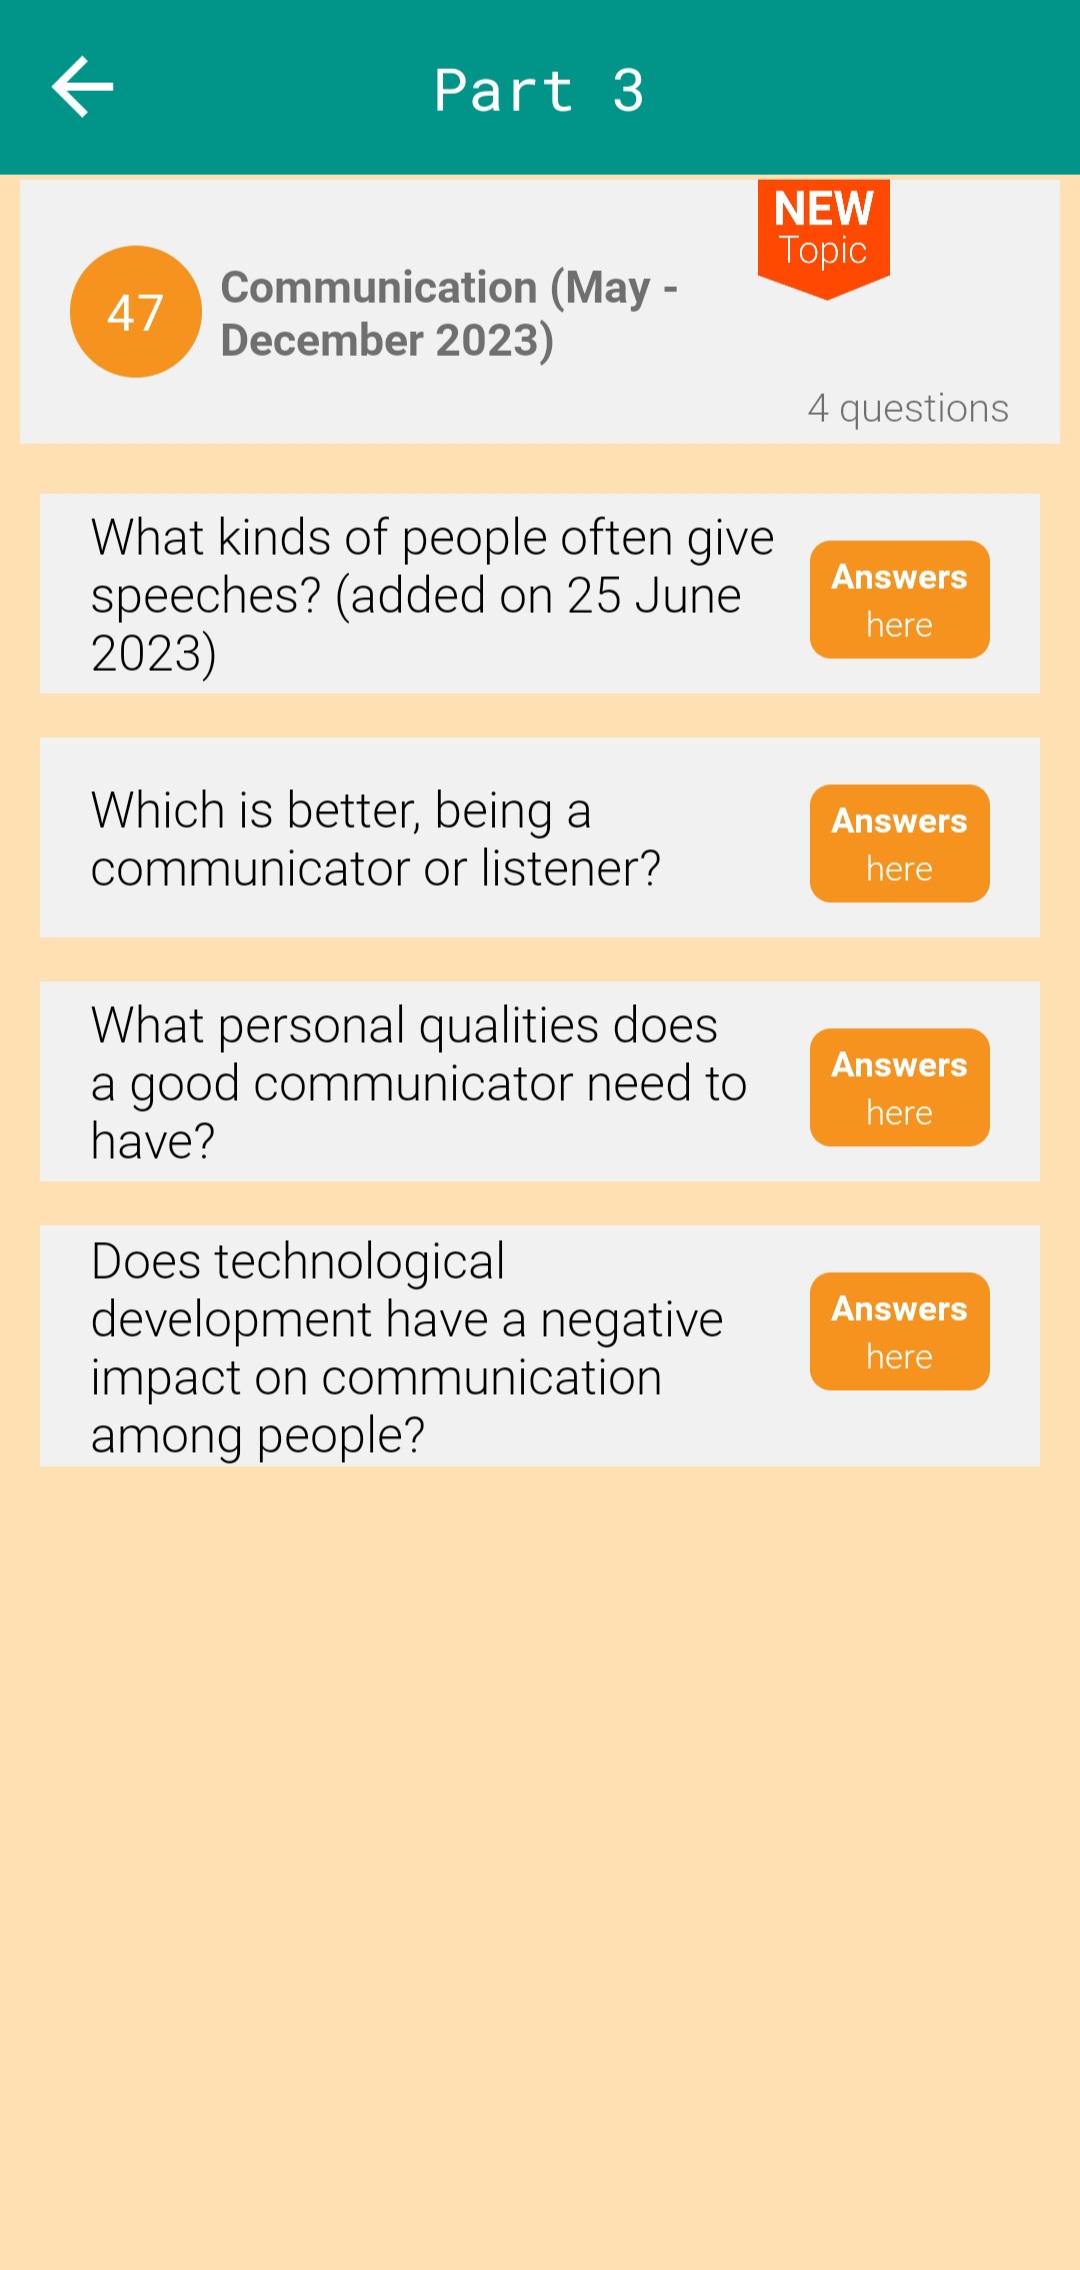 Part 3
NEW
Topic
47
Communication (May -
December 2023)
4 questions
What kinds of people often give
speeches? (added on 25 June
2023)
Answers
here
Which is better, being a
communicator or listener?
Answers
here
What personal qualities does
a good communicator need to
have?
Answers
here
Does technological
development have a negative
impact on communication
among people?
Answers
here